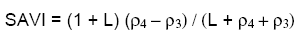 SAVI = (1 + L) (ρ₄ – ρ₃) / (L + ρ₄ + ρ₃)